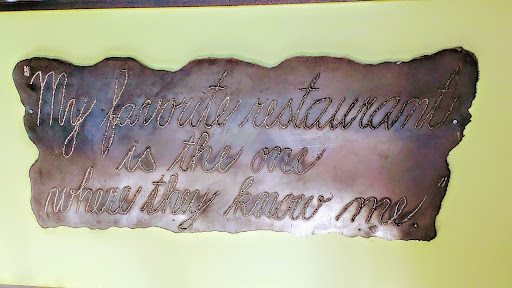 "My favorite restaurant
is the one
where they know me."